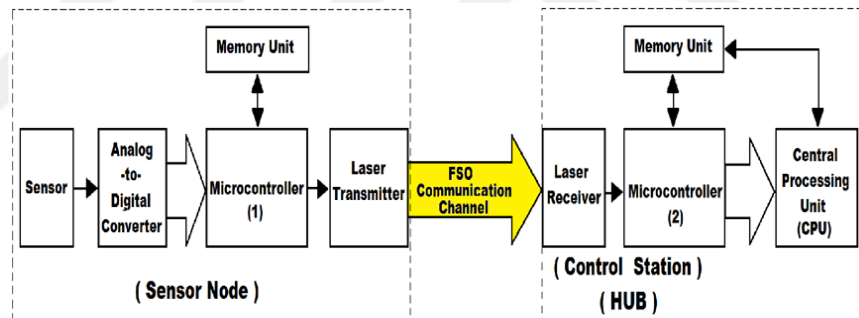 Memory Unit
Memory Unit
Sensor
Analog
-to-
Digital
Converter
Microcontroller
(1)
Laser
Transmitter
FSO
Communication
Channel
Laser
Receiver
Microcontroller
(2)
Central
Processing
Unit
(CPU)
( Sensor Node )
( Control Station )
( HUB )